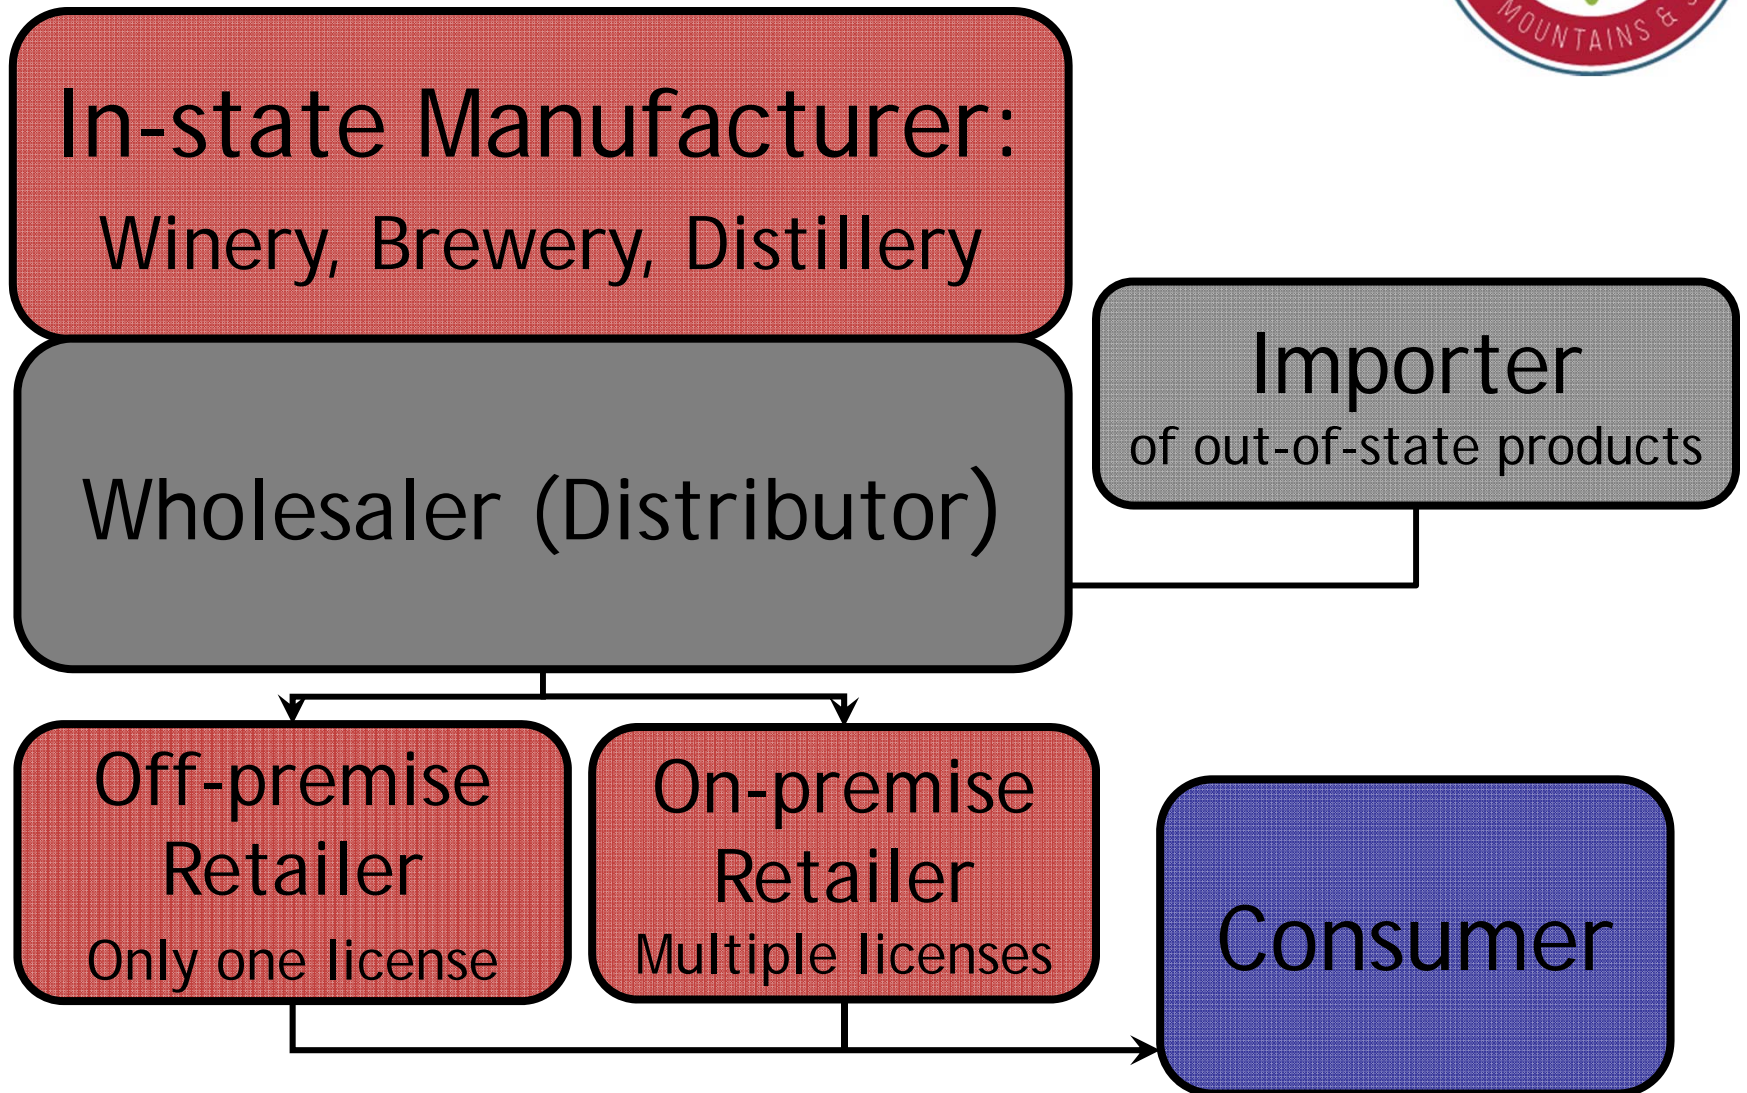 MOUNTAINS &
In-state Manufacturer:
Winery, Brewery, Distillery
Importer
of out-of-state products
Wholesaler (Distributor)
Off-premise
Retailer
Only one license
On-premise
Retailer
Multiple licenses
Consumer